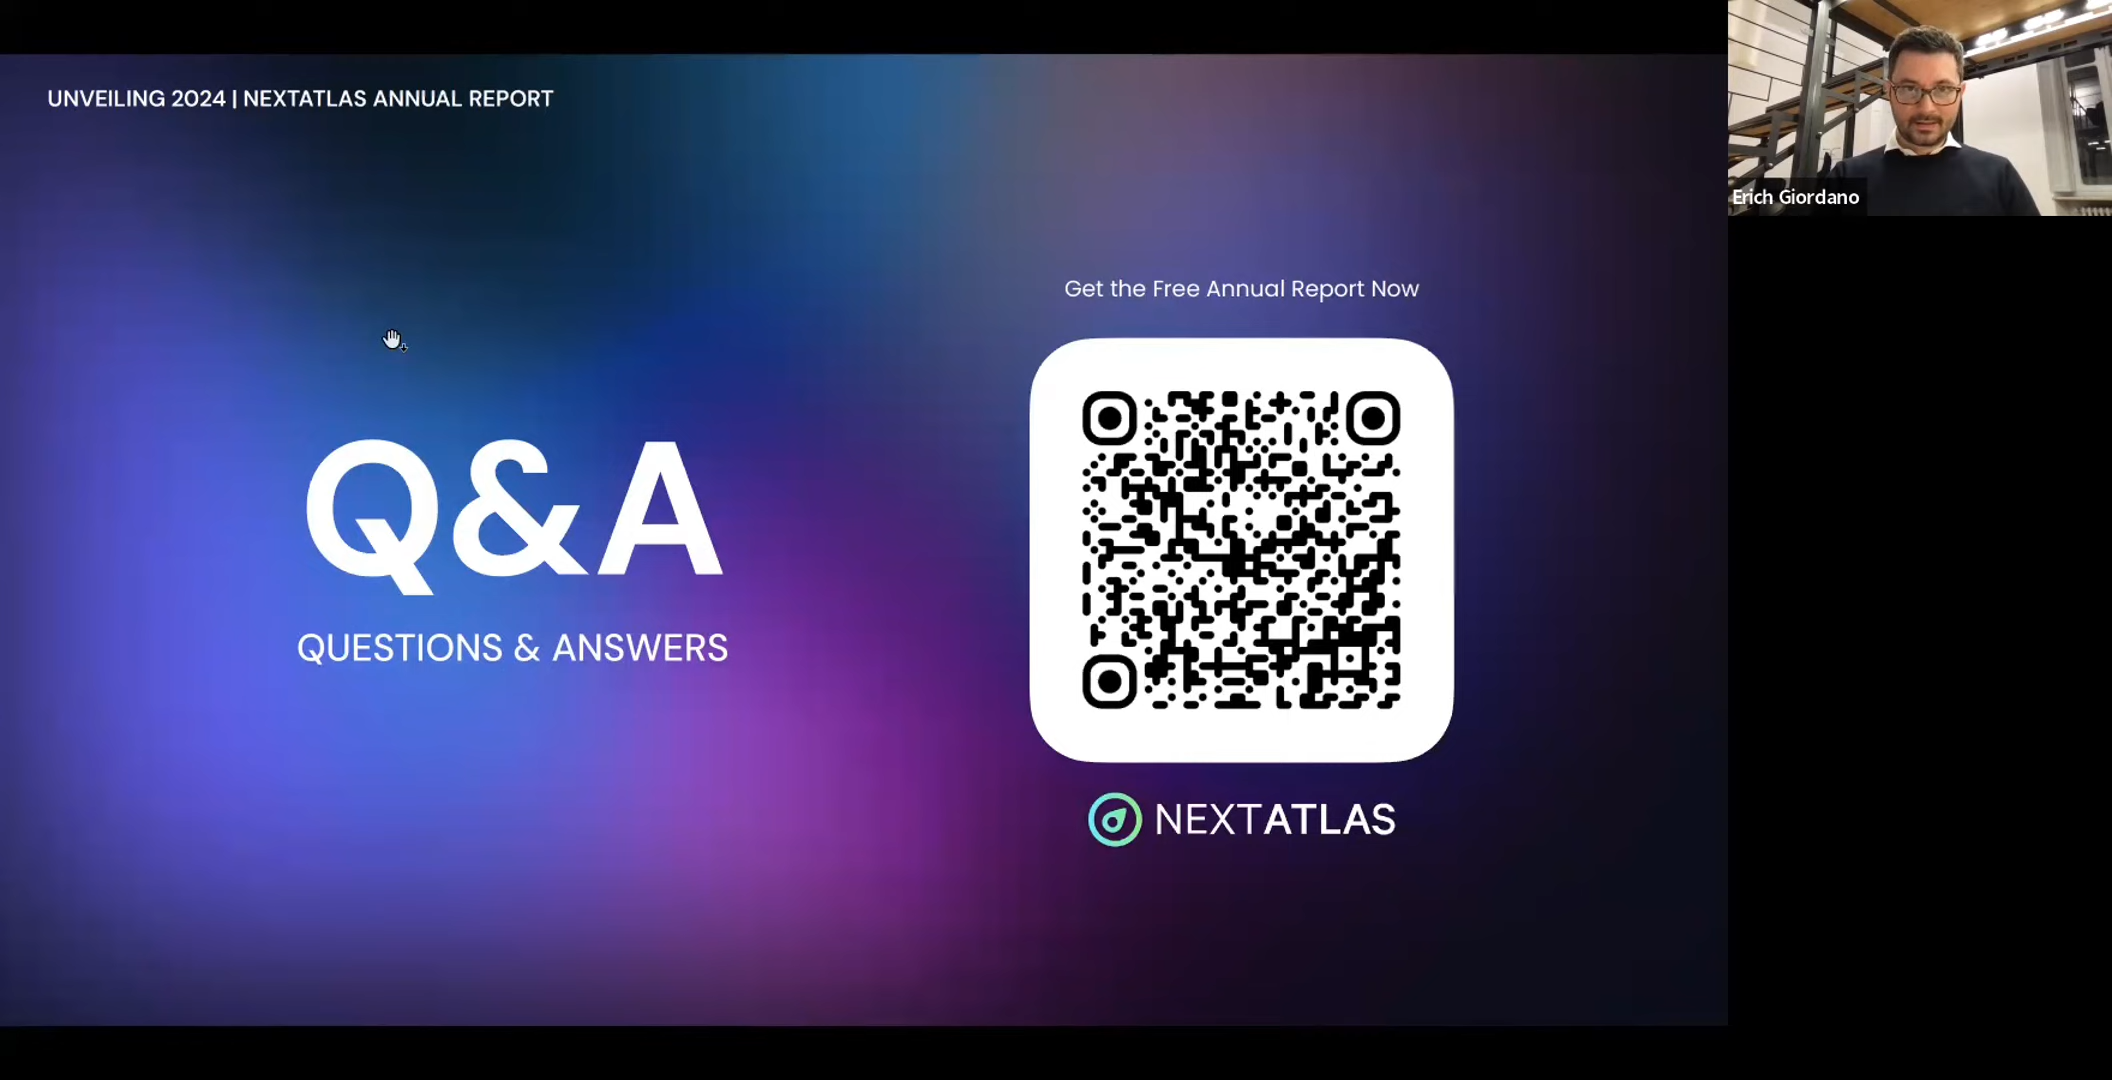 UNVEILING 2024 | NEXTATLAS ANNUAL REPORT
Erich Giordano
Get the Free Annual Report Now
Q&A
QUESTIONS & ANSWERS
NEXTATLAS